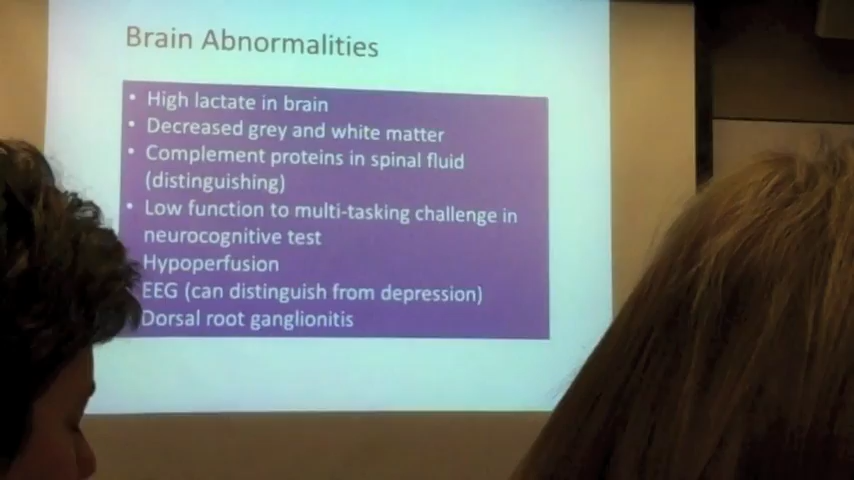 Brain Abnormalities
• High lactate in brain
• Decreased grey and white matter
• Complement proteins in spinal fluid
(distinguishing)
• Low function to multi-tasking challenge in
neurocognitive test
Hypoperfusion
EEG (can distinguish from depression)
Dorsal root ganglionitis